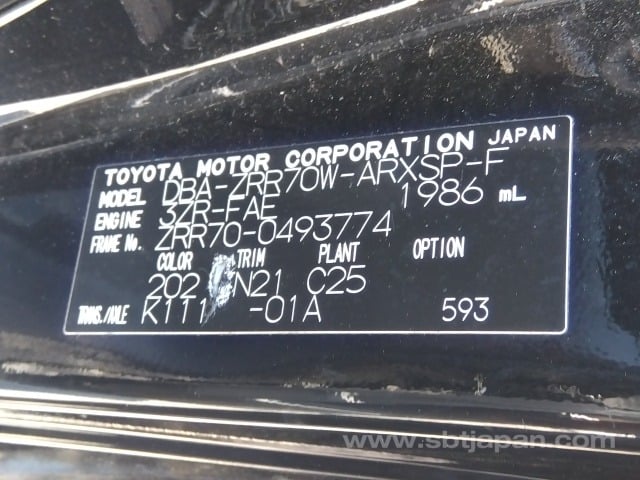 TOYOTA MOTOR CORPORATION JAPAN
MODEL DBA-ZRR70W-ARXSP-F
ENGINE 3ZR-FAE 1986 mL
FRAME No. ZRR70-0493774
COLOR TRIM PLANT OPTION
202 N21 C25
TRANS./AXLE K111 -01A 593
www.sbtjapan.com